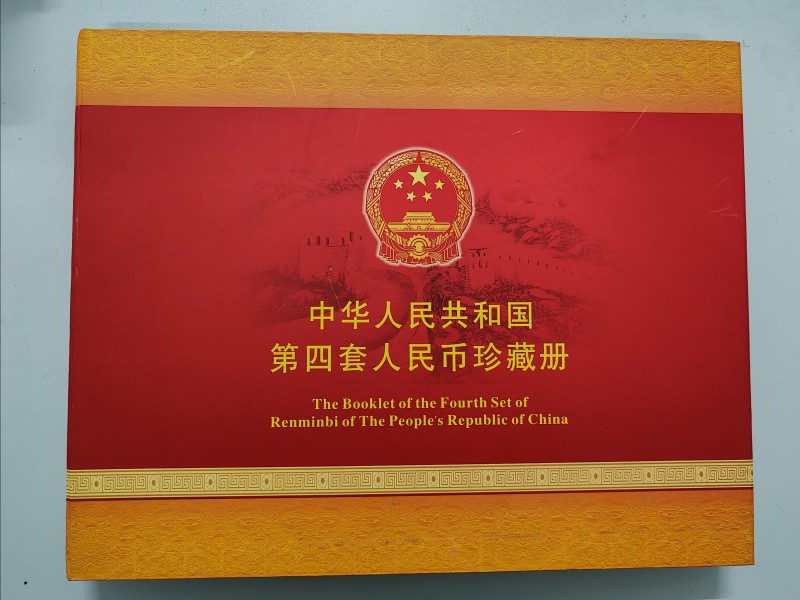 中华人民共和国
第四套人民币珍藏册
The Booklet of the Fourth Set of
Renminbi of The People's Republic of China